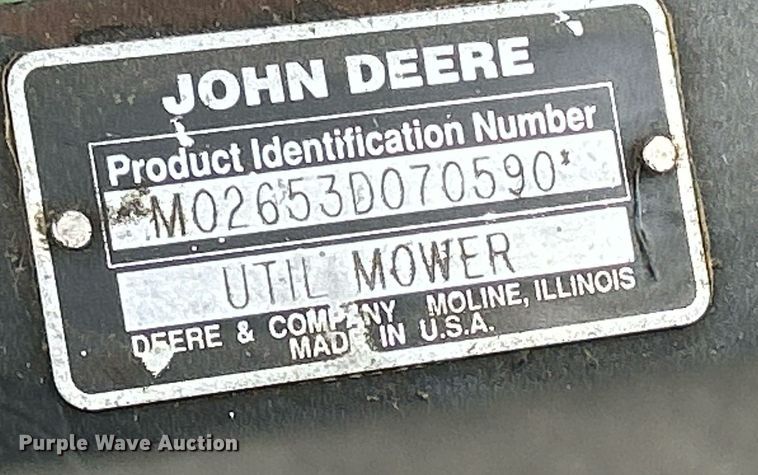 JOHN DEERE
Product Identification Number
M02653D070590*
UTIL MOWER
DEERE & COMPANY MOLINE, ILLINOIS
MADE IN U.S.A.
Purple Wave Auction